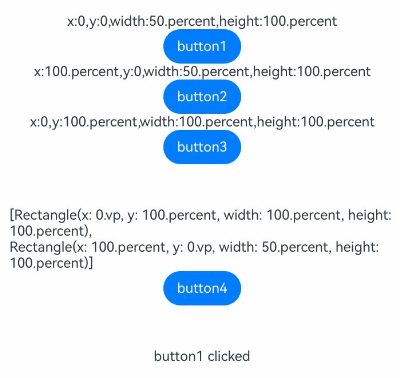 x:0,y:0,width:50.percent,height:100.percent
button1
x:100.percent,y:0,width:50.percent,height:100.percent
button2
x:0,y:100.percent,width:100.percent,height:100.percent
button3
[Rectangle(x: 0.vp, y: 100.percent, width: 100.percent, height:
100.percent),
Rectangle(x: 100.percent, y: 0.vp, width: 50.percent, height:
100.percent)]
button4
button1 clicked